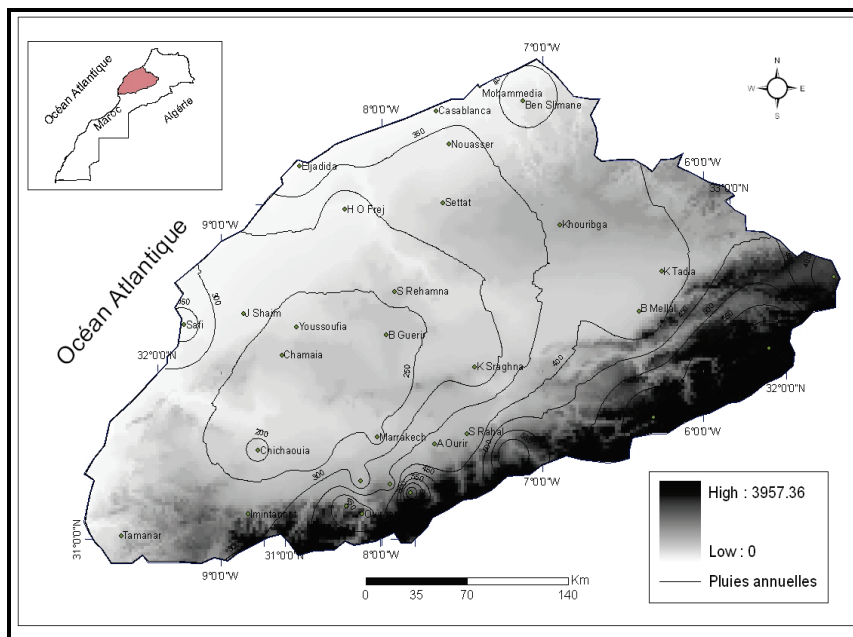 Océan Atlantique
Maroc
Algérie
N
W E
S
7°0'0"W
Mohammedia
Ben Slimane
8°0'0"W
Casablanca
350
Nouasser
6°0'0"W
33°0'0"N
Eljadida
9°0'0"W
H O Frej
Settat
Khouribga
Océan Atlantique
K Tadla
S Rehamna
300
350
Safi
J Shaim
Youssoufia
B Guerir
B Mellal
Chamaia
32°0'0"N
400
250
K Sraghna
32°0'0"N
200
Marrakech
S Rahal
A Ourir
6°0'0"W
Chichaouia
7°0'0"W
300
450
Tamanar
31°0'0"N
9°0'0"W
31°0'0"N
8°0'0"W
Km
0 35 70 140
High : 3957.36
Low : 0
Pluies annuelles